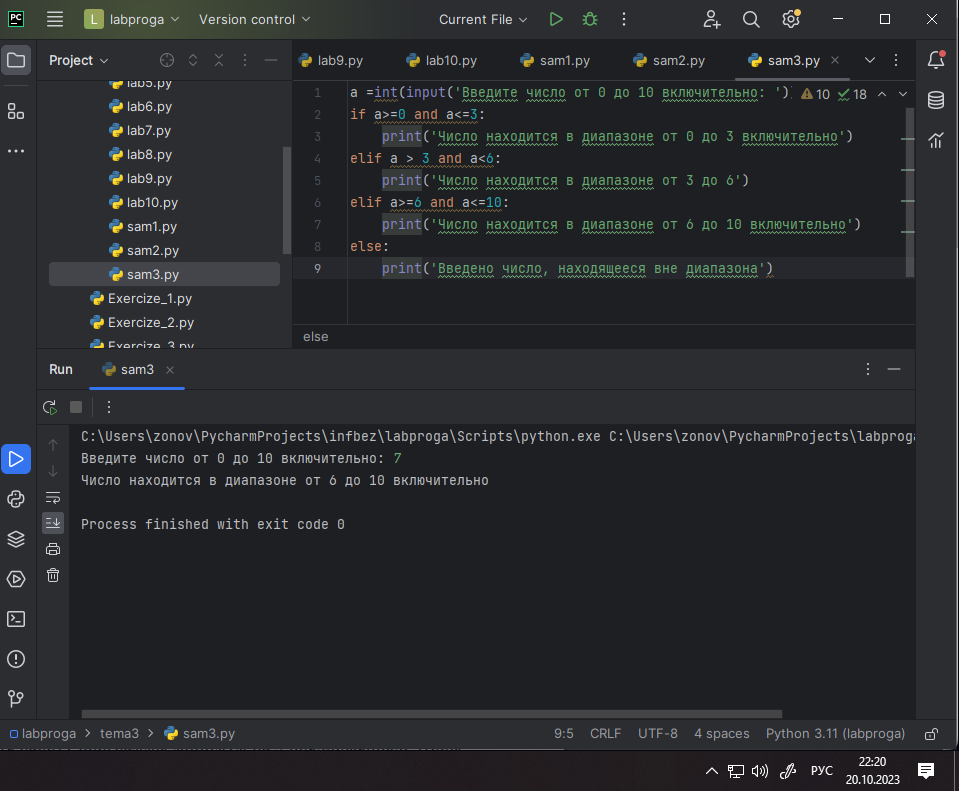 PC L labproga Version control Current File
Project
lab5.py
lab6.py
lab7.py
lab8.py
lab9.py
lab10.py
sam1.py
sam2.py
sam3.py
Exercize_1.py
Exercize_2.py
Exercize_3.py
lab9.py lab10.py sam1.py sam2.py sam3.py
1 a =int(input('Введите число от 0 до 10 включительно: ') 10 18
2 if a>=0 and a<=3:
3 print('Число находится в диапазоне от 0 до 3 включительно')
4 elif a > 3 and a<6:
5 print('Число находится в диапазоне от 3 до 6')
6 elif a>=6 and a<=10:
7 print('Число находится в диапазоне от 6 до 10 включительно')
8 else:
9 print('Введено число, находящееся вне диапазона')
else
Run sam3
C:\Users\zonov\PycharmProjects\infbez\labproga\Scripts\python.exe C:\Users\zonov\PycharmProjects\labproga
Введите число от 0 до 10 включительно: 7
Число находится в диапазоне от 6 до 10 включительно
Process finished with exit code 0
labproga > tema3 > sam3.py 9:5 CRLF UTF-8 4 spaces Python 3.11 (labproga)
РУС
22:20
20.10.2023